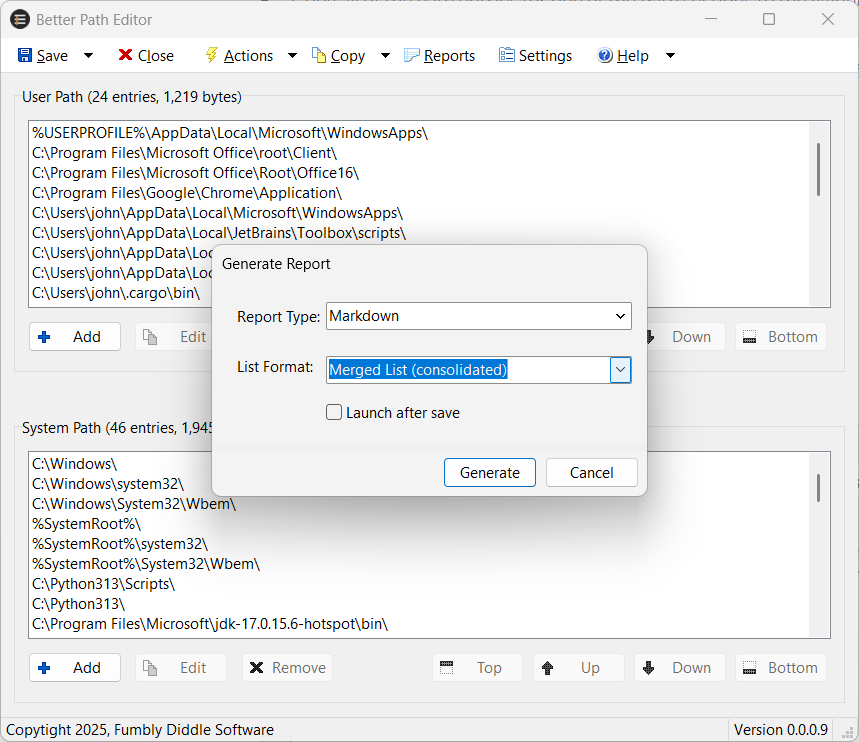 Better Path Editor
Save Close Actions Copy Reports Settings Help
User Path (24 entries, 1,219 bytes)
%USERPROFILE%\AppData\Local\Microsoft\WindowsApps\
C:\Program Files\Microsoft Office\root\Client\
C:\Program Files\Microsoft Office\Root\Office16\
C:\Program Files\Google\Chrome\Application\
C:\Users\john\AppData\Local\Microsoft\WindowsApps\
C:\Users\john\AppData\Local\JetBrains\Toolbox\scripts\
C:\Users\john\AppData\Loc
C:\Users\john\AppData\Loc
C:\Users\john\.cargo\bin\
Add Edit Down Bottom
Generate Report
Report Type: Markdown
List Format: Merged List (consolidated)
Launch after save
Generate Cancel
System Path (46 entries, 1,945
C:\Windows\
C:\Windows\system32\
C:\Windows\System32\Wbem\
%SystemRoot%\
%SystemRoot%\system32\
%SystemRoot%\System32\Wbem\
C:\Python313\Scripts\
C:\Python313\
C:\Program Files\Microsoft\jdk-17.0.15.6-hotspot\bin\
Add Edit Remove Top Up Down Bottom
Copyright 2025, Fumbly Diddle Software Version 0.0.0.9